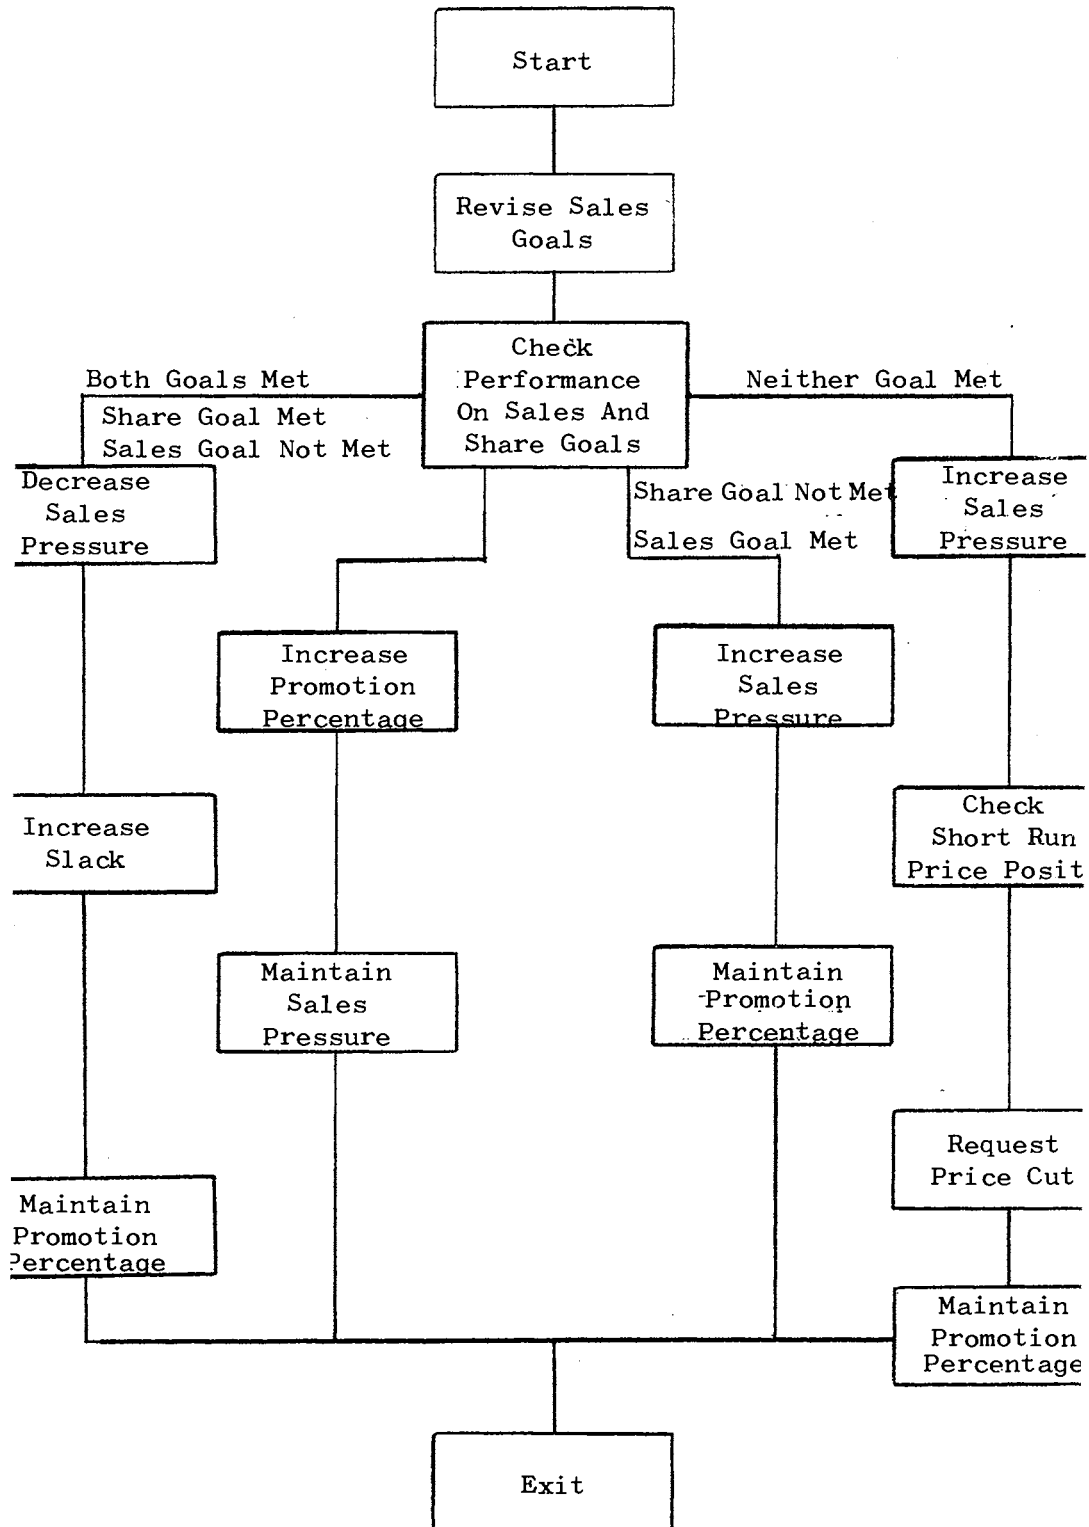 Start
Revise Sales
Goals
Check
Performance
On Sales And
Share Goals
Both Goals Met
Share Goal Met
Sales Goal Not Met
Neither Goal Met
Share Goal Not Met
Sales Goal Met
Decrease
Sales
Pressure
Increase
Sales
Pressure
Increase
Promotion
Percentage
Increase
Sales
Pressure
Increase
Slack
Check
Short Run
Price Posit
Maintain
Sales
Pressure
Maintain
Promotion
Percentage
Request
Price Cut
Maintain
Promotion
Percentage
Maintain
Promotion
Percentage
Exit